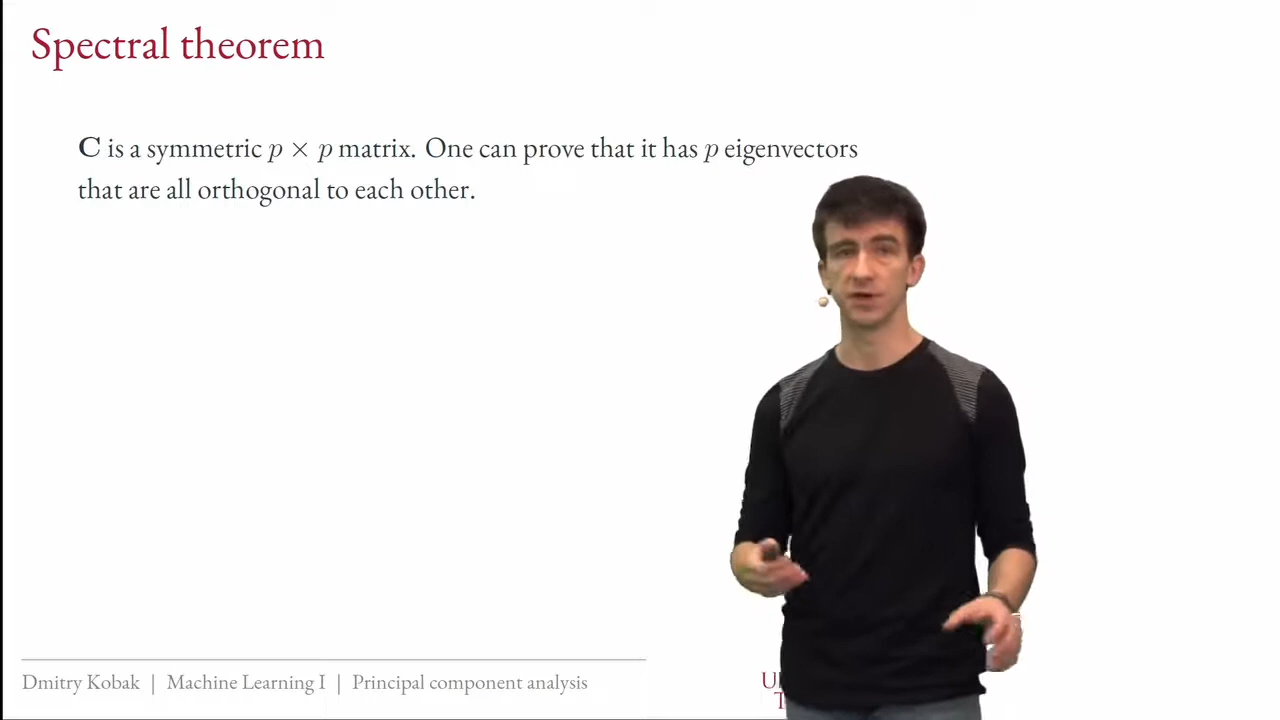 Spectral theorem
C is a symmetric p × p matrix. One can prove that it has p eigenvectors
that are all orthogonal to each other.
Dmitry Kobak | Machine Learning I | Principal component analysis